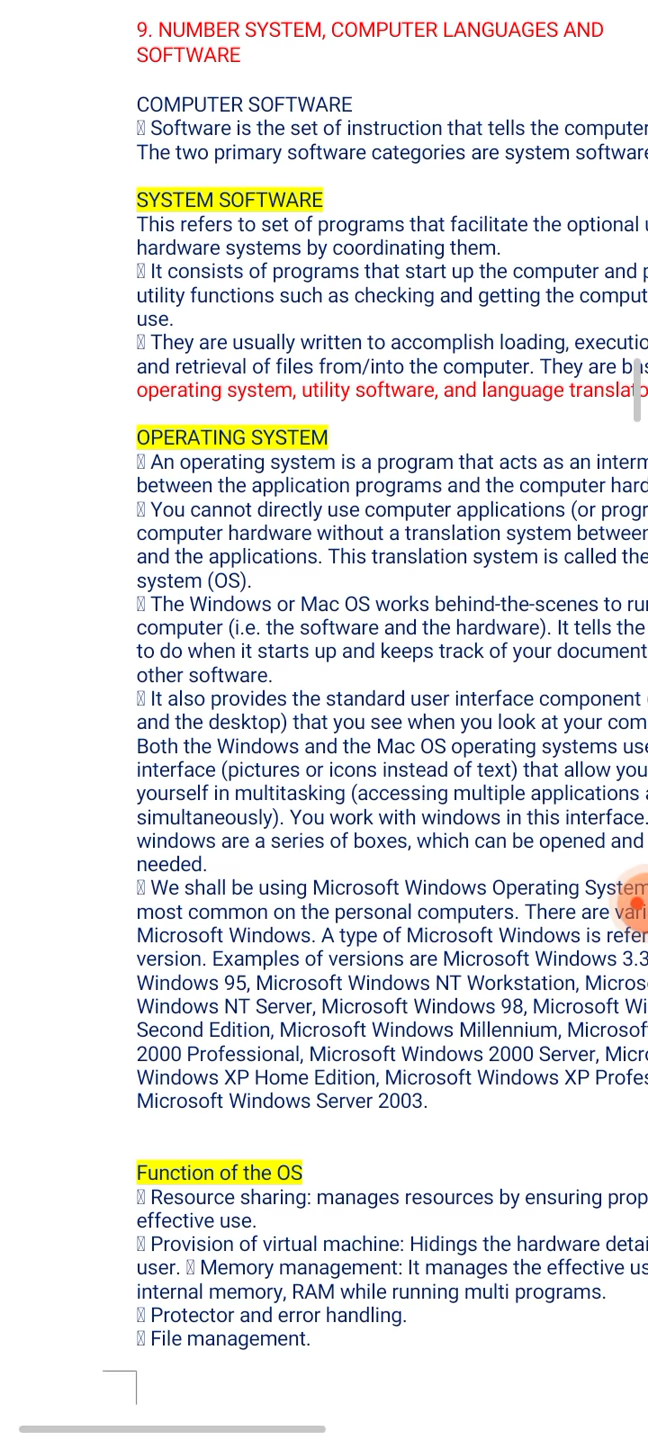 9. NUMBER SYSTEM, COMPUTER LANGUAGES AND
SOFTWARE
COMPUTER SOFTWARE
Software is the set of instruction that tells the computer
The two primary software categories are system software
SYSTEM SOFTWARE
This refers to set of programs that facilitate the optional
hardware systems by coordinating them.
It consists of programs that start up the computer and
utility functions such as checking and getting the comput
use.
They are usually written to accomplish loading, executio
and retrieval of files from/into the computer. They are
operating system, utility software, and language
OPERATING SYSTEM
An operating system is a program that acts as an interm
between the application programs and the computer hard
You cannot directly use computer applications (or progr
computer hardware without a translation system between
and the applications. This translation system is called the
system (OS).
The Windows or Mac OS works behind-the-scenes to ru
computer (i.e. the software and the hardware). It tells the
to do when it starts up and keeps track of your document
other software.
It also provides the standard user interface component
and the desktop) that you see when you look at your com
Both the Windows and the Mac OS operating systems use
interface (pictures or icons instead of text) that allow you
yourself in multitasking (accessing multiple applications
simultaneously). You work with windows in this interface.
windows are a series of boxes, which can be opened and
needed.
We shall be using Microsoft Windows Operating System
most common on the personal computers. There are vari
Microsoft Windows. A type of Microsoft Windows is refer
version. Examples of versions are Microsoft Windows 3.3
Windows 95, Microsoft Windows NT Workstation, Micros
Windows NT Server, Microsoft Windows 98, Microsoft Wi
Second Edition, Microsoft Windows Millennium, Microsof
2000 Professional, Microsoft Windows 2000 Server, Micro
Windows XP Home Edition, Microsoft Windows XP Profes
Microsoft Windows Server 2003.
Function of the OS
Resource sharing: manages resources by ensuring prop
effective use.
Provision of virtual machine: Hidings the hardware detai
user. Memory management: It manages the effective us
internal memory, RAM while running multi programs.
Protector and error handling.
File management.